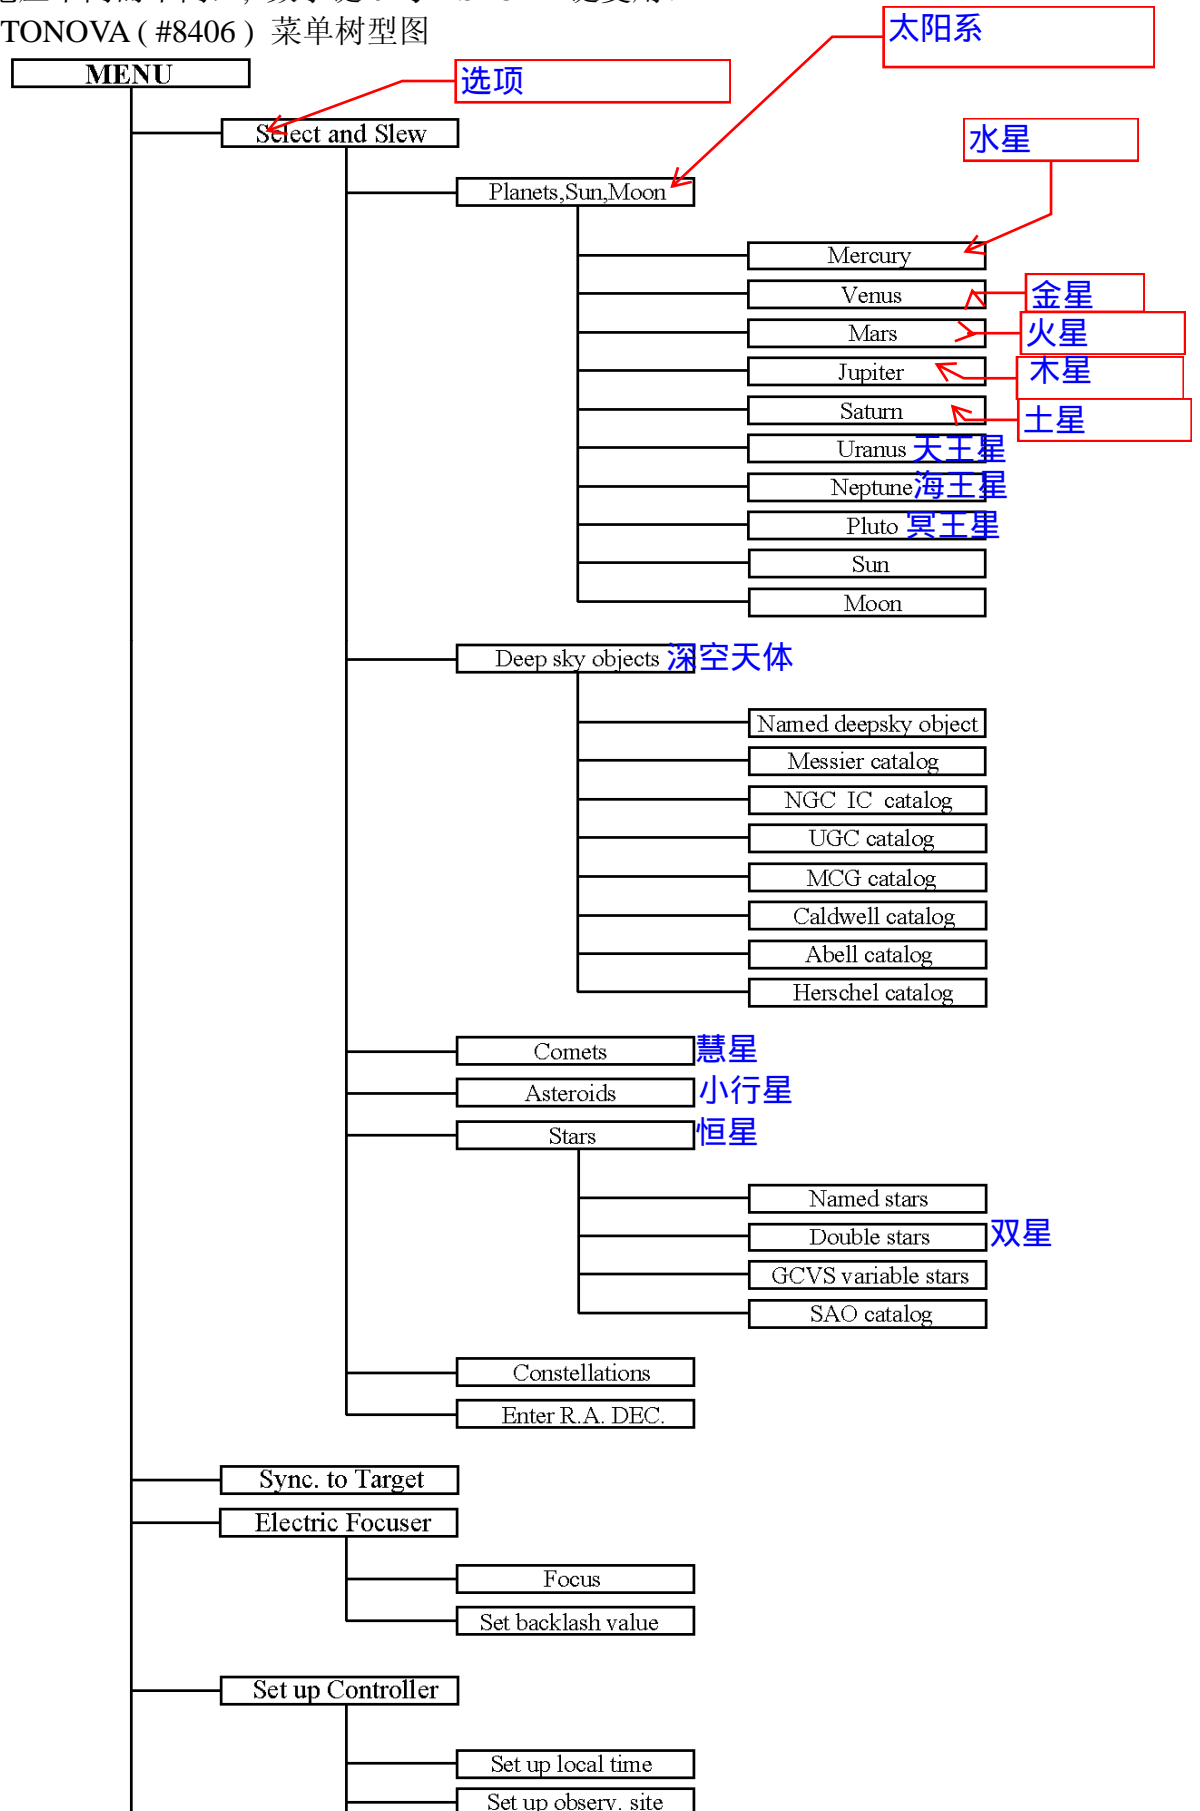 TONOVA ( #8406 ) 菜单树型图
太阳系
MENU
选项
Select and Slew
水星
Planets,Sun,Moon
Mercury
Venus
金星
Mars
火星
Jupiter
木星
Saturn
土星
Uranus 天王星
Neptune 海王星
Pluto 冥王星
Sun
Moon
Deep sky objects 深空天体
Named deepsky object
Messier catalog
NGC IC catalog
UGC catalog
MCG catalog
Caldwell catalog
Abell catalog
Herschel catalog
Comets 慧星
Asteroids 小行星
Stars 恒星
Named stars
Double stars 双星
GCVS variable stars
SAO catalog
Constellations
Enter R.A. DEC.
Sync. to Target
Electric Focuser
Focus
Set backlash value
Set up Controller
Set up local time
Set up observ. site